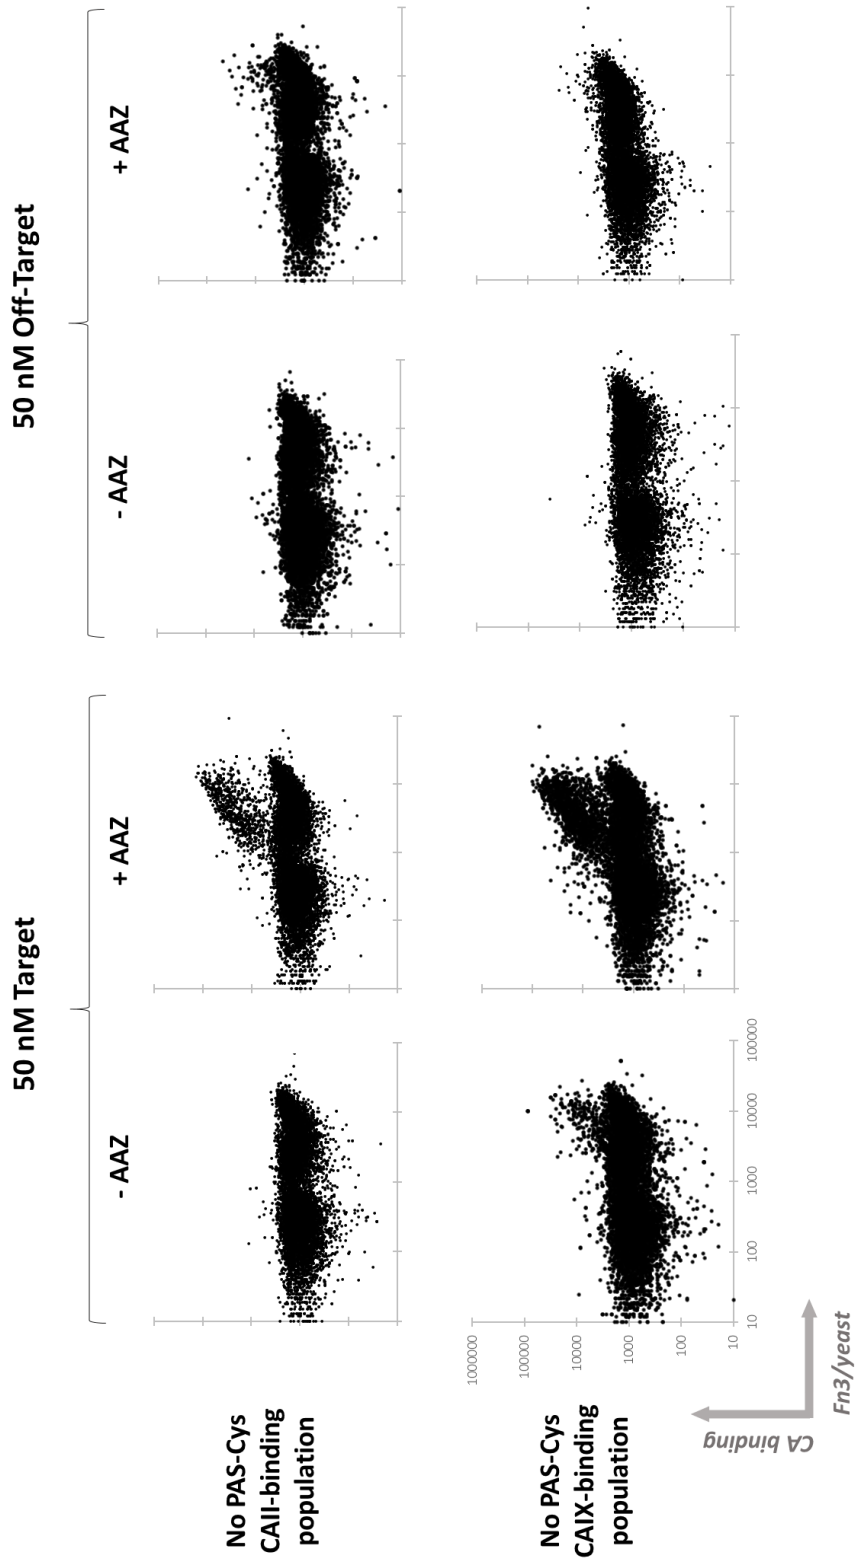 50 nM Target
50 nM Off-Target
- AAZ
+ AAZ
- AAZ
+ AAZ
No PAS-Cys
CAII-binding
population
No PAS-Cys
CAIX-binding
population
1000000
100000
10000
1000
100
10
10
100
1000
10000
100000
CA binding
Fn3/yeast